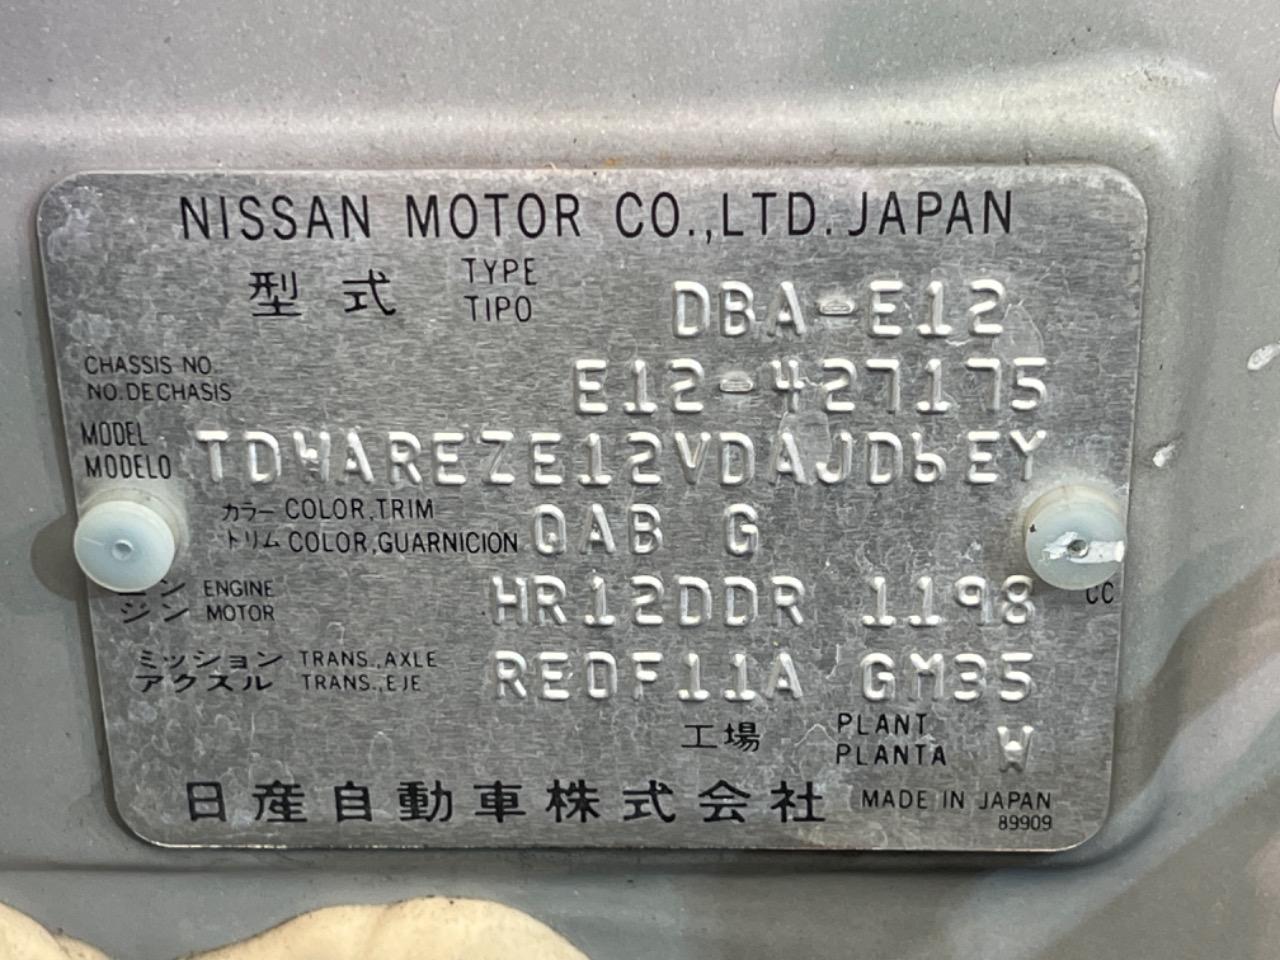 NISSAN MOTOR CO.,LTD. JAPAN
型式 TYPE TIPO DBA-E12
CHASSIS NO. NO.DE CHASIS E12-427175
MODEL MODELO TDWAREZE12VDAJD6EY
カラー COLOR,TRIM
トリム COLOR,GUARNICION QAB G
ン ENGINE
ジン MOTOR HR12DDR 1198 CC
ミッション TRANS.,AXLE
アクスル TRANS.,EJE RE0F11A GM35
工場 PLANT PLANTA W
日産自動車株式会社 MADE IN JAPAN
89909